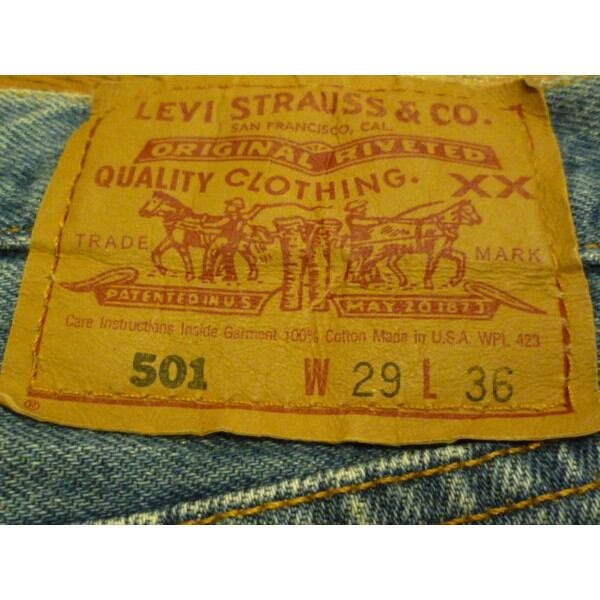 LEVI STRAUSS & CO.
SAN FRANCISCO, CAL.
ORIGINAL RIVETED
QUALITY CLOTHING. XX
TRADE MARK
PATENTED IN U.S. MAY 20 1873
Care Instructions Inside Garment 100% Cotton Made in U.S.A. WPL 423
501 W 29 L 36
®